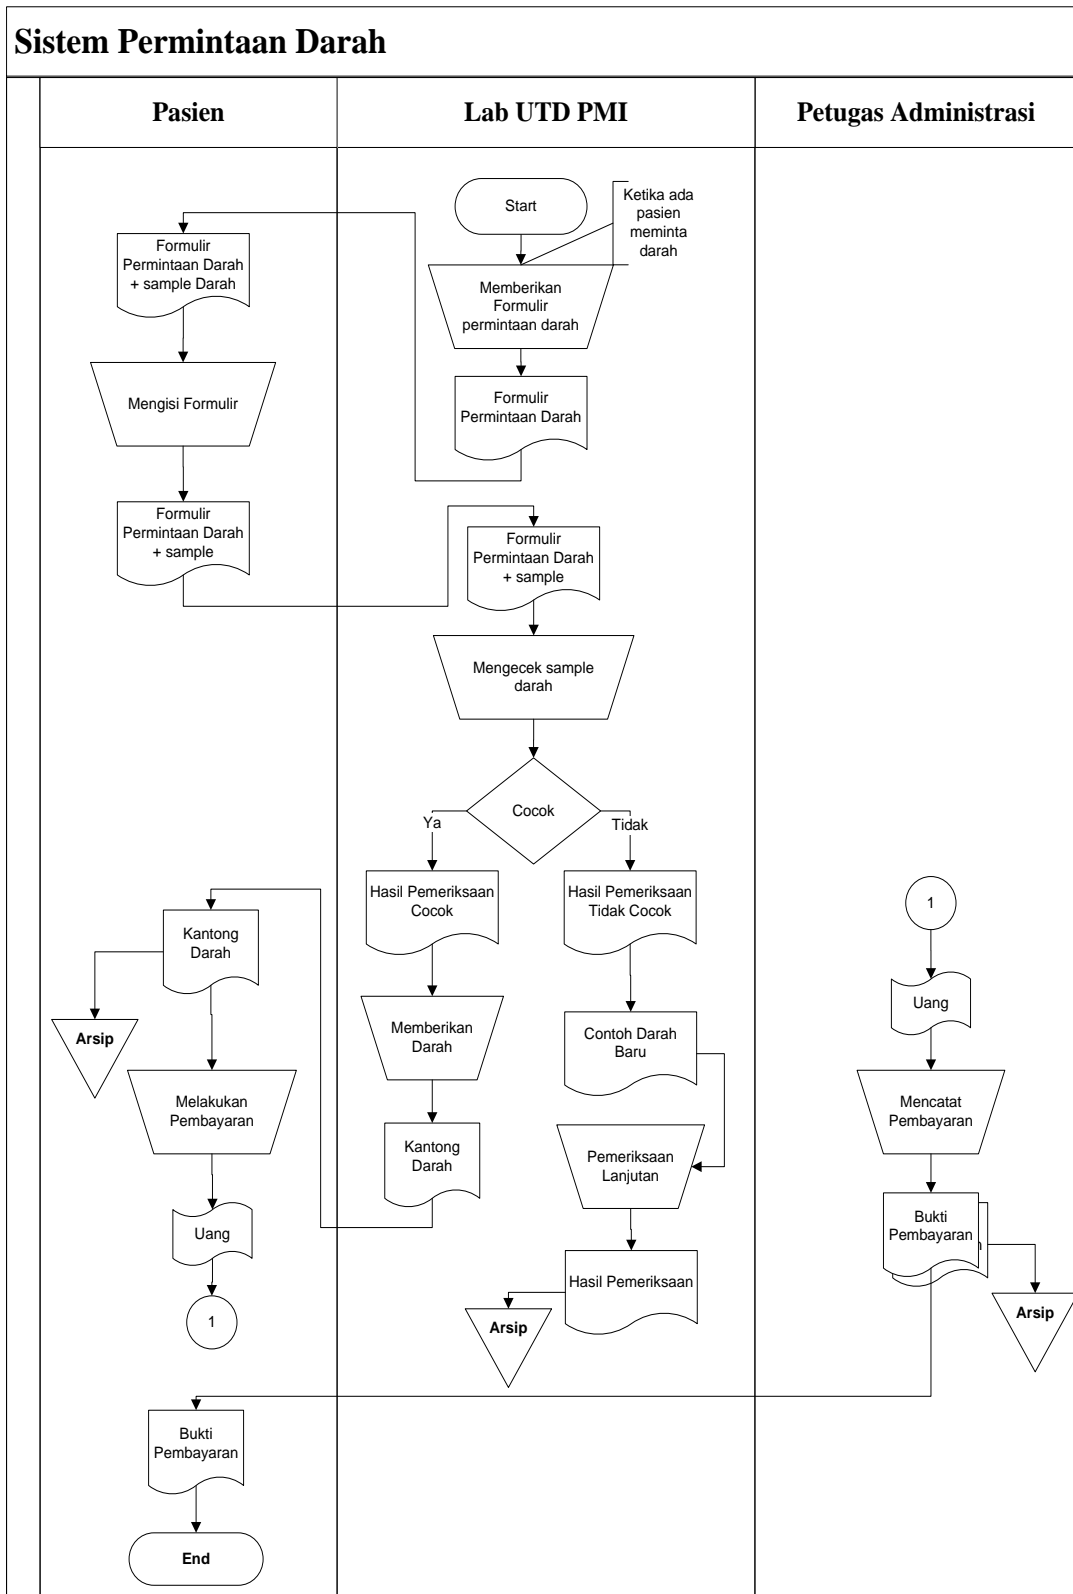 Sistem Permintaan Darah
Pasien
Lab UTD PMI
Petugas Administrasi
Start
Ketika ada
pasien
meminta
darah
Memberikan
Formulir
permintaan darah
Formulir
Permintaan Darah
Formulir
Permintaan Darah
+ sample Darah
Mengisi Formulir
Formulir
Permintaan Darah
+ sample
Formulir
Permintaan Darah
+ sample
Mengecek sample
darah
Cocok
Ya
Tidak
Hasil Pemeriksaan
Cocok
Hasil Pemeriksaan
Tidak Cocok
Memberikan
Darah
Contoh Darah
Baru
Kantong
Darah
Pemeriksaan
Lanjutan
Hasil Pemeriksaan
Arsip
Kantong
Darah
Arsip
Melakukan
Pembayaran
Uang
1
1
Uang
Mencatat
Pembayaran
Bukti
Pembayaran
n
Arsip
Bukti
Pembayaran
End